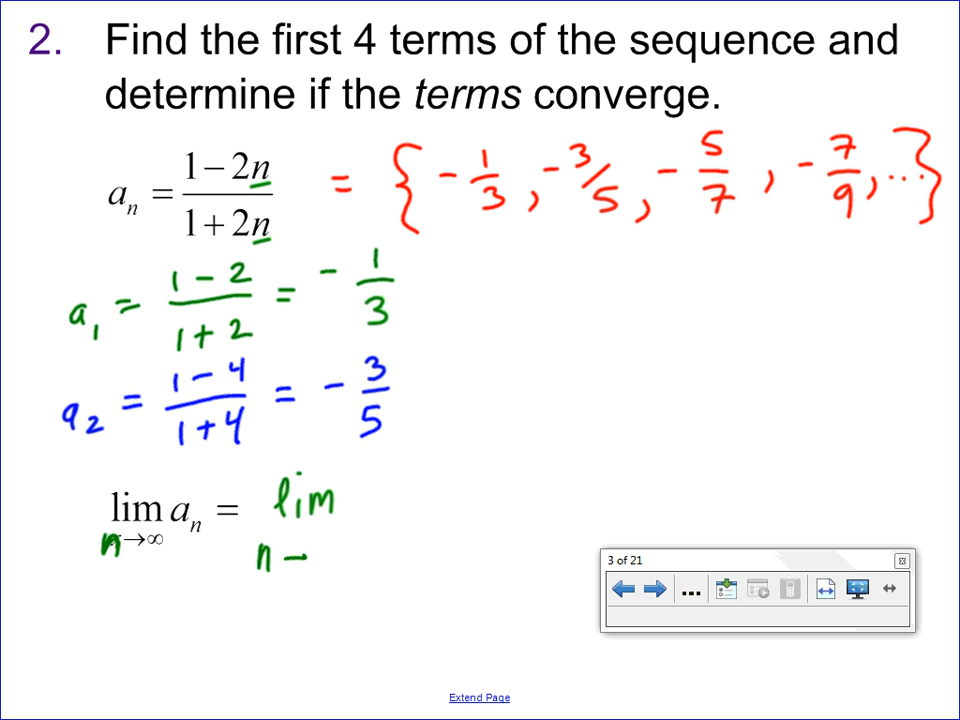 2. Find the first 4 terms of the sequence and
determine if the terms converge.
aₙ = (1 − 2n)/(1 + 2n) = { −1/3, −3/5, −5/7, −7/9, ... }
a₁ = (1 − 2)/(1 + 2) = −1/3
a₂ = (1 − 4)/(1 + 4) = −3/5
lim aₙ = lim
n→∞ n −
3 of 21
...
Extend Page